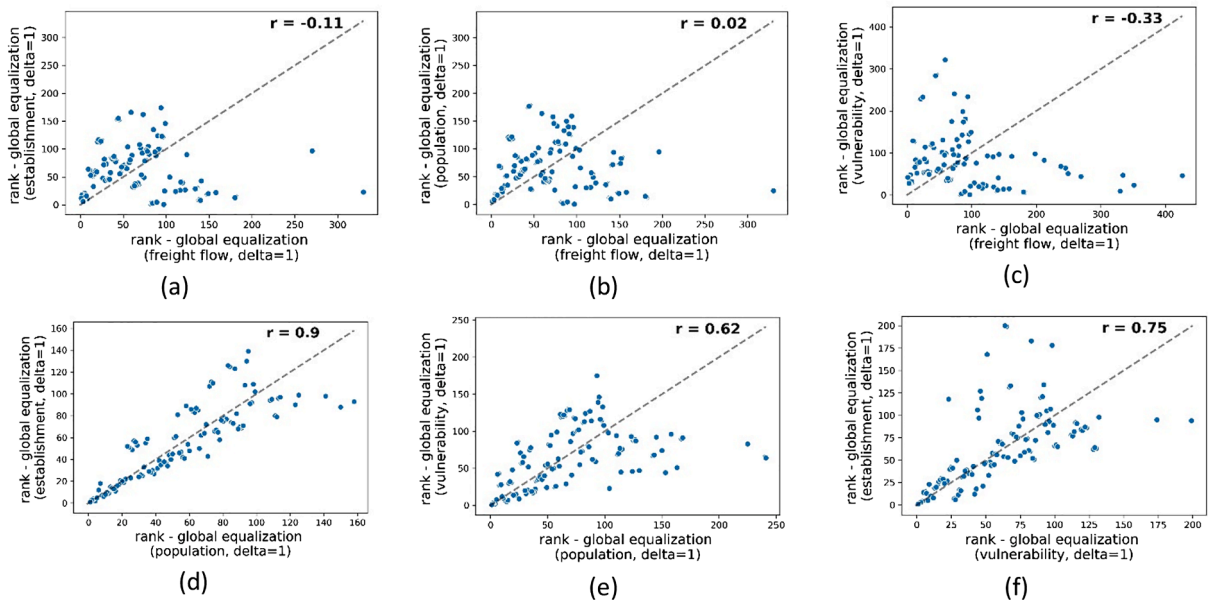 r = -0.11
rank - global equalization
(establishment, delta=1)
300
250
200
150
100
50
0
0 50 100 150 200 250 300
rank - global equalization
(freight flow, delta=1)
(a)
r = 0.02
rank - global equalization
(population, delta=1)
300
250
200
150
100
50
0
0 50 100 150 200 250 300
rank - global equalization
(freight flow, delta=1)
(b)
r = -0.33
rank - global equalization
(vulnerability, delta=1)
400
300
200
100
0
0 100 200 300 400
rank - global equalization
(freight flow, delta=1)
(c)
r = 0.9
rank - global equalization
(establishment, delta=1)
160
140
120
100
80
60
40
20
0
0 20 40 60 80 100 120 140 160
rank - global equalization
(population, delta=1)
(d)
r = 0.62
rank - global equalization
(vulnerability, delta=1)
250
200
150
100
50
0
0 50 100 150 200 250
rank - global equalization
(population, delta=1)
(e)
r = 0.75
rank - global equalization
(establishment, delta=1)
200
175
150
125
100
75
50
25
0
0 25 50 75 100 125 150 175 200
rank - global equalization
(vulnerability, delta=1)
(f)